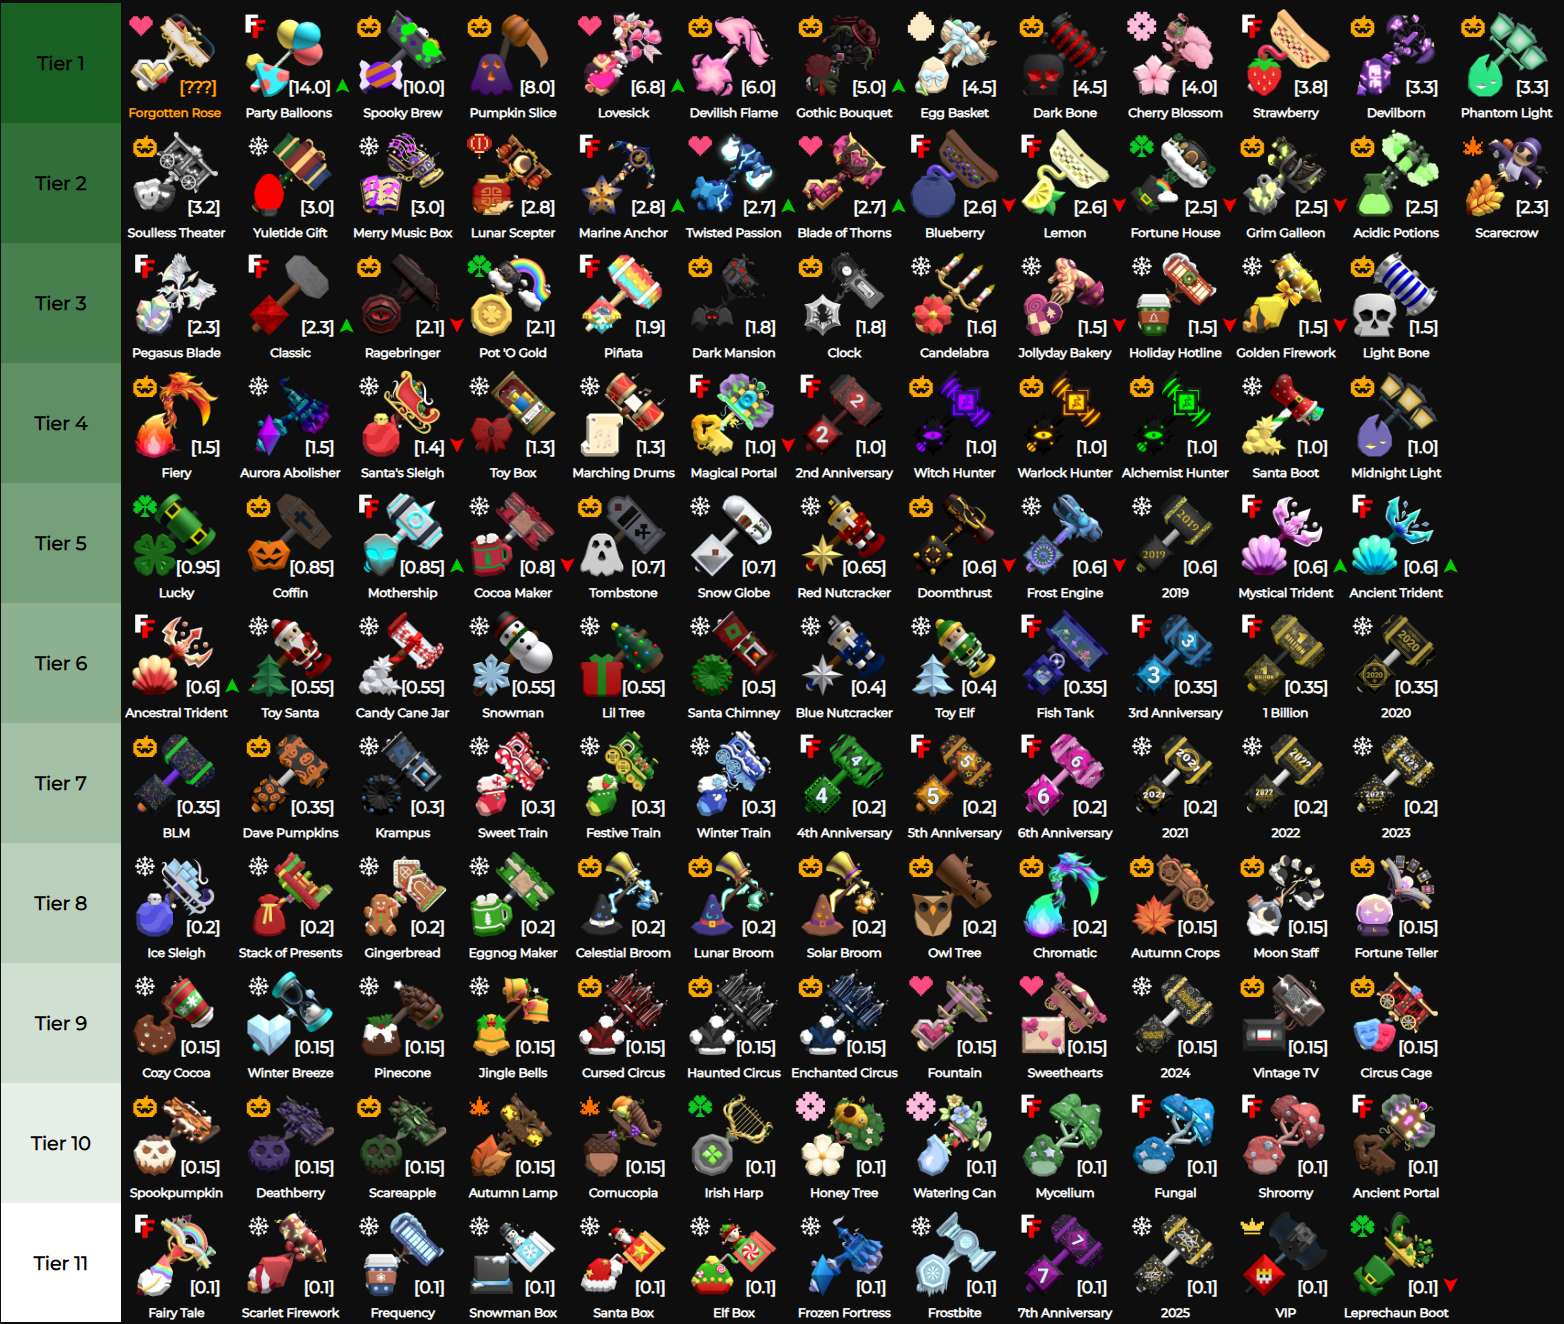 Tier 1
[???] [14.0] [10.0] [8.0] [6.8] [6.0] [5.0] [4.5] [4.5] [4.0] [3.8] [3.3] [3.3]
Forgotten Rose Party Balloons Spooky Brew Pumpkin Slice Lovesick Devilish Flame Gothic Bouquet Egg Basket Dark Bone Cherry Blossom Strawberry Devilborn Phantom Light
Tier 2
[3.2] [3.0] [3.0] [2.8] [2.8] [2.7] [2.7] [2.6] [2.6] [2.5] [2.5] [2.5] [2.3]
Soulless Theater Yuletide Gift Merry Music Box Lunar Scepter Marine Anchor Twisted Passion Blade of Thorns Blueberry Lemon Fortune House Grim Galleon Acidic Potions Scarecrow
Tier 3
[2.3] [2.3] [2.1] [2.1] [1.9] [1.8] [1.8] [1.6] [1.5] [1.5] [1.5] [1.5]
Pegasus Blade Classic Ragebringer Pot 'O Gold Piñata Dark Mansion Clock Candelabra Jollyday Bakery Holiday Hotline Golden Firework Light Bone
Tier 4
[1.5] [1.5] [1.4] [1.3] [1.3] [1.0] [1.0] [1.0] [1.0] [1.0] [1.0] [1.0]
Fiery Aurora Abolisher Santa's Sleigh Toy Box Marching Drums Magical Portal 2nd Anniversary Witch Hunter Warlock Hunter Alchemist Hunter Santa Boot Midnight Light
Tier 5
[0.95] [0.85] [0.85] [0.8] [0.7] [0.7] [0.65] [0.6] [0.6] [0.6] [0.6] [0.6]
Lucky Coffin Mothership Cocoa Maker Tombstone Snow Globe Red Nutcracker Doomthrust Frost Engine 2019 Mystical Trident Ancient Trident
Tier 6
[0.6] [0.55] [0.55] [0.55] [0.55] [0.5] [0.4] [0.4] [0.35] [0.35] [0.35] [0.35]
Ancestral Trident Toy Santa Candy Cane Jar Snowman Lil Tree Santa Chimney Blue Nutcracker Toy Elf Fish Tank 3rd Anniversary 1 Billion 2020
Tier 7
[0.35] [0.35] [0.3] [0.3] [0.3] [0.3] [0.2] [0.2] [0.2] [0.2] [0.2] [0.2]
BLM Dave Pumpkins Krampus Sweet Train Festive Train Winter Train 4th Anniversary 5th Anniversary 6th Anniversary 2021 2022 2023
Tier 8
[0.2] [0.2] [0.2] [0.2] [0.2] [0.2] [0.2] [0.2] [0.2] [0.15] [0.15] [0.15]
Ice Sleigh Stack of Presents Gingerbread Eggnog Maker Celestial Broom Lunar Broom Solar Broom Owl Tree Chromatic Autumn Crops Moon Staff Fortune Teller
Tier 9
[0.15] [0.15] [0.15] [0.15] [0.15] [0.15] [0.15] [0.15] [0.15] [0.15] [0.15] [0.15]
Cozy Cocoa Winter Breeze Pinecone Jingle Bells Cursed Circus Haunted Circus Enchanted Circus Fountain Sweethearts 2024 Vintage TV Circus Cage
Tier 10
[0.15] [0.15] [0.15] [0.15] [0.15] [0.1] [0.1] [0.1] [0.1] [0.1] [0.1] [0.1]
Spookpumpkin Deathberry Scareapple Autumn Lamp Cornucopia Irish Harp Honey Tree Watering Can Mycelium Fungal Shroomy Ancient Portal
Tier 11
[0.1] [0.1] [0.1] [0.1] [0.1] [0.1] [0.1] [0.1] [0.1] [0.1] [0.1] [0.1]
Fairy Tale Scarlet Firework Frequency Snowman Box Santa Box Elf Box Frozen Fortress Frostbite 7th Anniversary 2025 VIP Leprechaun Boot